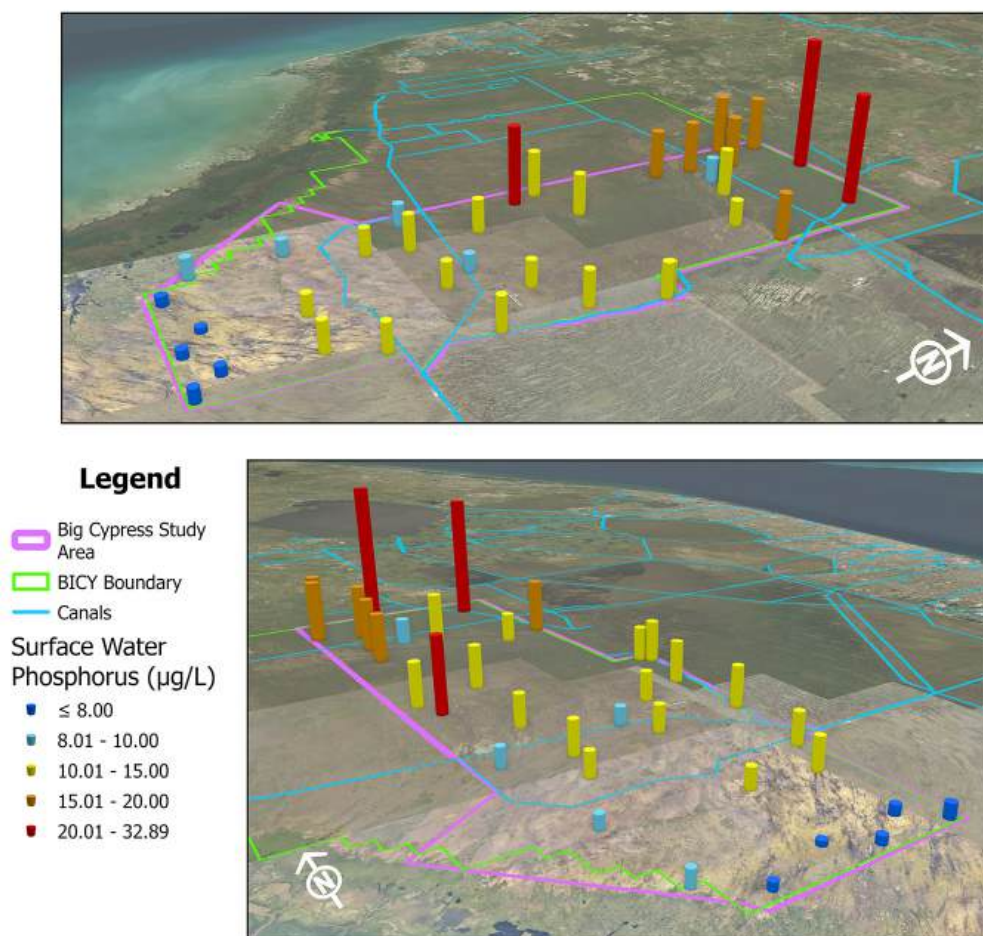 N
Legend
Big Cypress Study
Area
BICY Boundary
Canals
Surface Water
Phosphorus (µg/L)
≤ 8.00
8.01 - 10.00
10.01 - 15.00
15.01 - 20.00
20.01 - 32.89
N